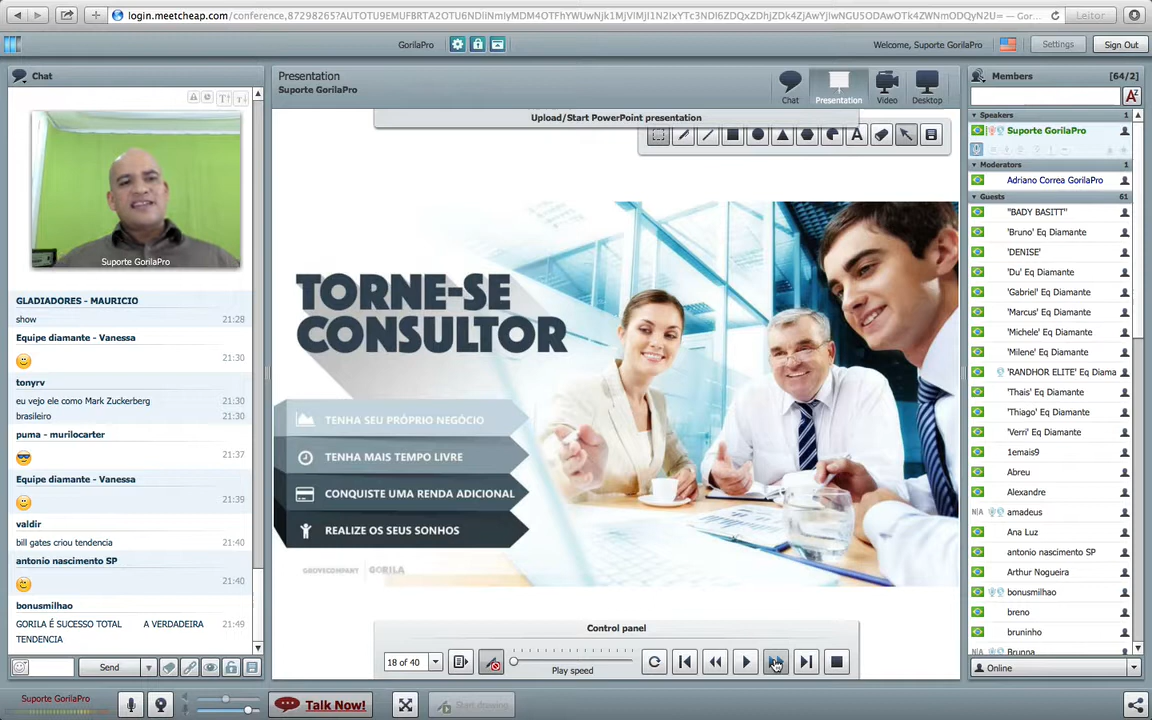 login.meetcheap.com/conference,87298265?AUTOTU9EMUFBRTA2OTU6NDliNmIyMDM4OTFhYWUwNjk1MjVlMjI1N2IxYTc3NDI6ZDQxZDhjZDk4ZjAwYjIwNGU5ODAwOTk4ZWNmODQyN2U= — Gor...
Leitor
GorilaPro
Welcome, Suporte GorilaPro
Settings
Sign Out
Chat
Suporte GorilaPro
GLADIADORES - MAURICIO
show 21:28
Equipe diamante - Vanessa
21:30
tonyrv
eu vejo ele como Mark Zuckerberg 21:30
brasileiro 21:30
puma - murilocarter
21:37
Equipe diamante - Vanessa
21:39
valdir
bill gates criou tendencia 21:40
antonio nascimento SP
21:40
bonusmilhao
GORILA É SUCESSO TOTAL A VERDADEIRA 21:49
TENDENCIA
Send
Presentation
Suporte GorilaPro
Chat
Presentation
Video
Desktop
Upload/Start PowerPoint presentation
TORNE-SE
CONSULTOR
TENHA SEU PRÓPRIO NEGÓCIO
TENHA MAIS TEMPO LIVRE
CONQUISTE UMA RENDA ADICIONAL
REALIZE OS SEUS SONHOS
GROVECOMPANY | GORILA
Control panel
18 of 40
Play speed
Members [64/2]
Speakers 1
Suporte GorilaPro
Moderators 1
Adriano Correa GorilaPro
Guests 61
"BADY BASITT"
'Bruno' Eq Diamante
'DENISE'
'Du' Eq Diamante
'Gabriel' Eq Diamante
'Marcus' Eq Diamante
'Michele' Eq Diamante
'Milene' Eq Diamante
'RANDHOR ELITE' Eq Diama
'Thais' Eq Diamante
'Thiago' Eq Diamante
'Verri' Eq Diamante
1emais9
Abreu
Alexandre
N/A amadeus
Ana Luz
antonio nascimento SP
Arthur Nogueira
bonusmilhao
breno
bruninho
Brunna
Online
Suporte GorilaPro
Talk Now!
Start drawing